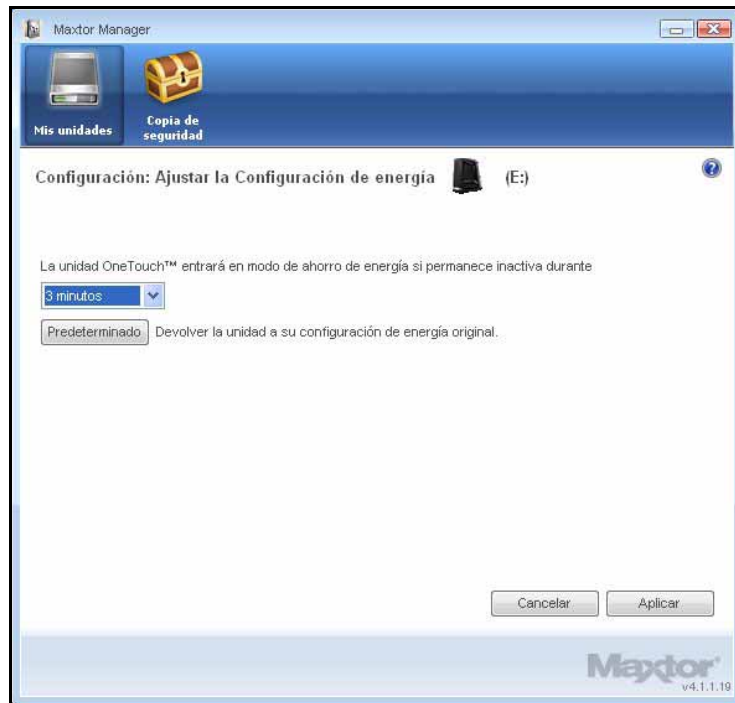 Maxtor Manager
Mis unidades
Copia de
seguridad
Configuración: Ajustar la Configuración de energía (E:)
La unidad OneTouch™ entrará en modo de ahorro de energía si permanece inactiva durante
3 minutos
Predeterminado Devolver la unidad a su configuración de energía original.
Cancelar Aplicar
Maxtor
v4.1.1.19